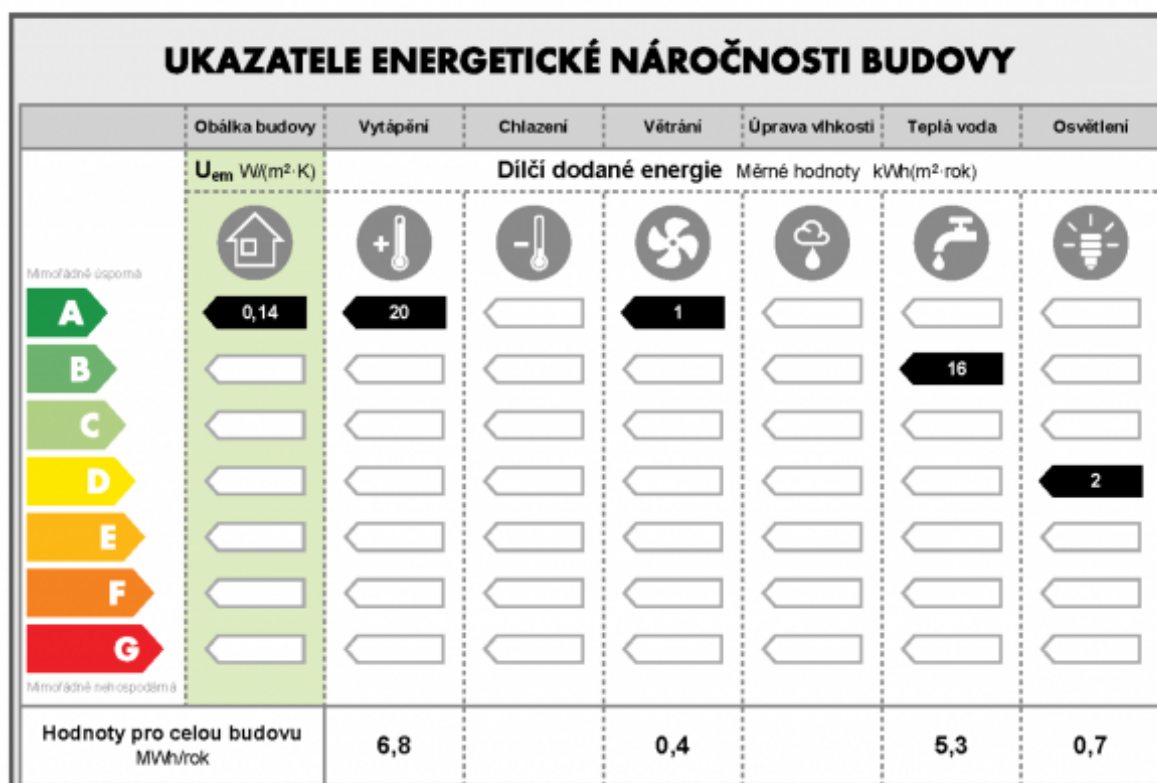 UKAZATELE ENERGETICKÉ NÁROČNOSTI BUDOVY
Obálka budovy Vytápění Chlazení Větrání Úprava vlhkosti Teplá voda Osvětlení
Uem W/(m²·K) Dílčí dodané energie Měrné hodnoty kWh(m²·rok)
Mimořádně úsporná
A 0,14 20 1
B 16
C
D 2
E
F
G
Mimořádně nehospodárná
Hodnoty pro celou budovu 6,8 0,4 5,3 0,7
MWh/rok